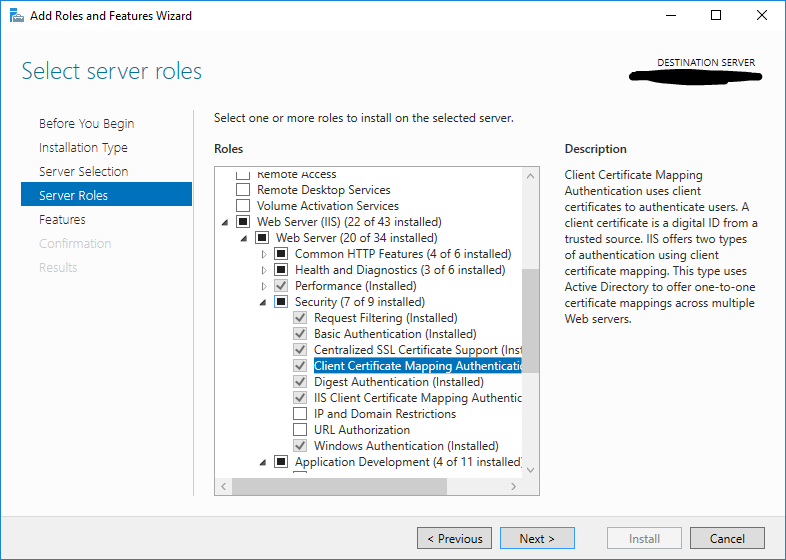 Add Roles and Features Wizard
Select server roles
DESTINATION SERVER
Before You Begin
Installation Type
Server Selection
Server Roles
Features
Confirmation
Results
Select one or more roles to install on the selected server.
Roles
Remote Access
Remote Desktop Services
Volume Activation Services
Web Server (IIS) (22 of 43 installed)
Web Server (20 of 34 installed)
Common HTTP Features (4 of 6 installed)
Health and Diagnostics (3 of 6 installed)
Performance (Installed)
Security (7 of 9 installed)
Request Filtering (Installed)
Basic Authentication (Installed)
Centralized SSL Certificate Support (Inst
Client Certificate Mapping Authenticatio
Digest Authentication (Installed)
IIS Client Certificate Mapping Authentic
IP and Domain Restrictions
URL Authorization
Windows Authentication (Installed)
Application Development (4 of 11 installed)
Description
Client Certificate Mapping
Authentication uses client
certificates to authenticate users. A
client certificate is a digital ID from a
trusted source. IIS offers two types
of authentication using client
certificate mapping. This type uses
Active Directory to offer one-to-one
certificate mappings across multiple
Web servers.
< Previous
Next >
Install
Cancel